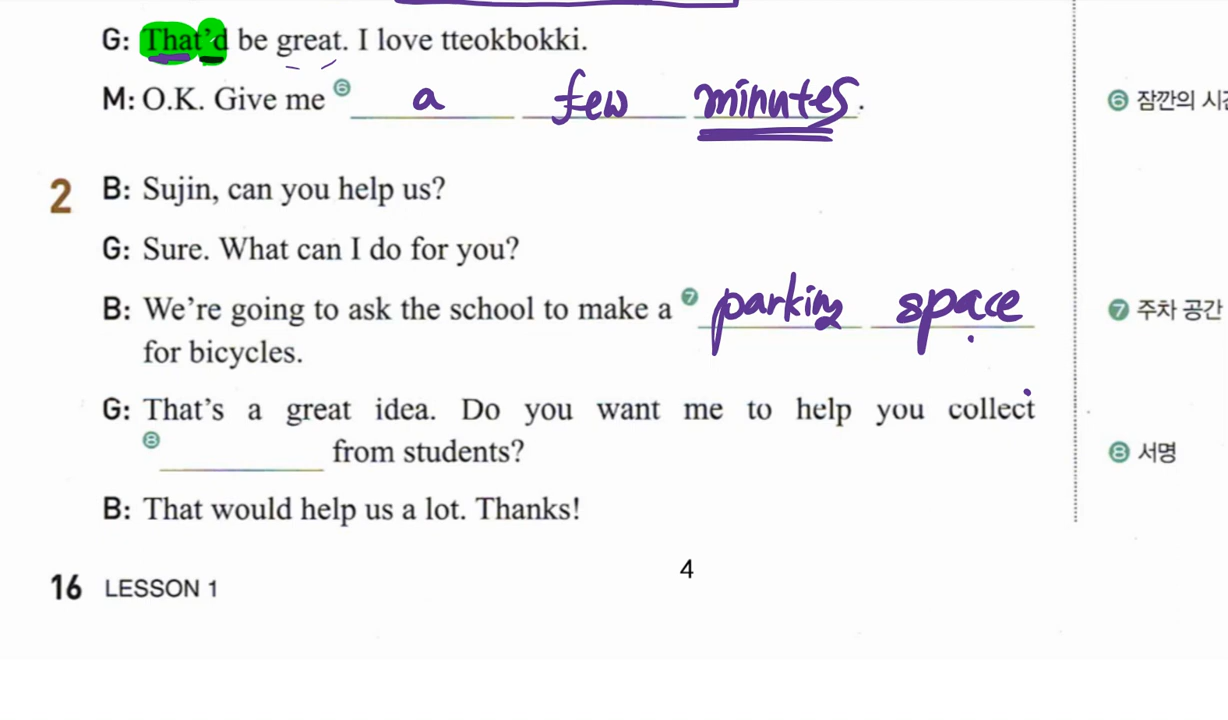 G: That'd be great. I love tteokbokki.
M: O.K. Give me ⑥ a few minutes.
⑥ 잠깐의 시간
2 B: Sujin, can you help us?
G: Sure. What can I do for you?
B: We're going to ask the school to make a ⑦ parking space
⑦ 주차 공간
for bicycles.
G: That's a great idea. Do you want me to help you collect
⑧ from students?
⑧ 서명
B: That would help us a lot. Thanks!
4
16 LESSON 1